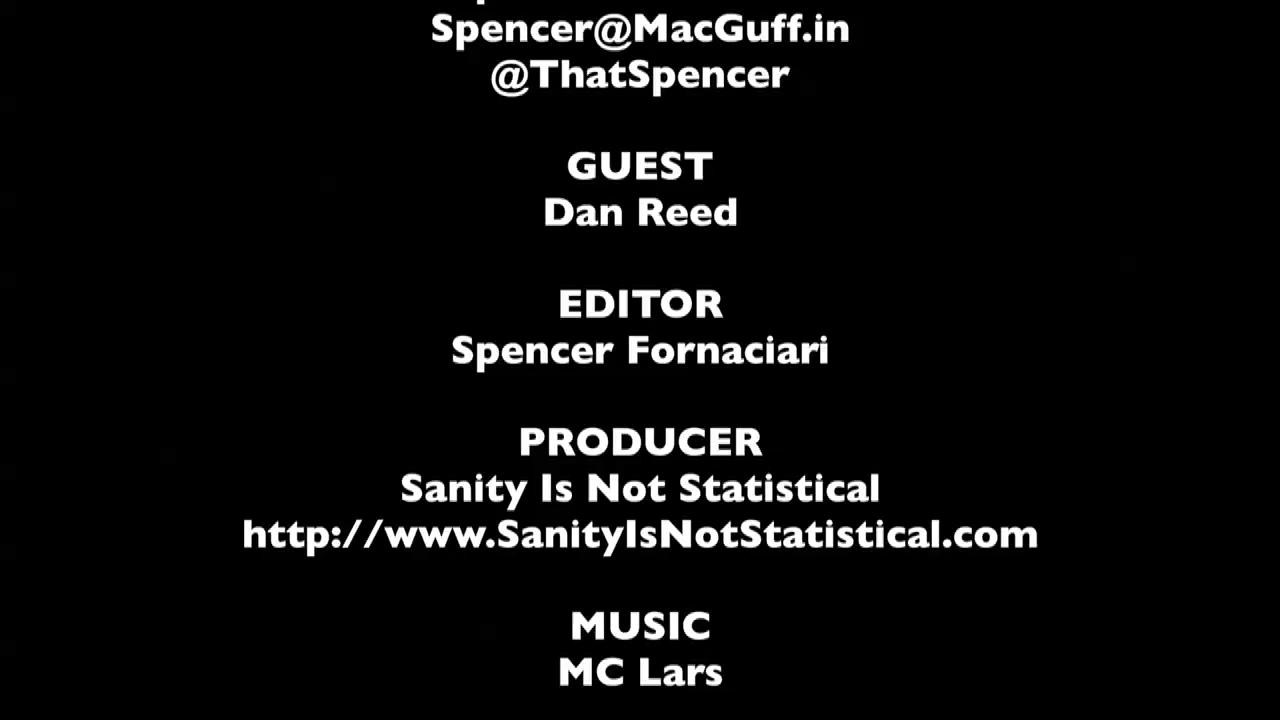 Spencer@MacGuff.in
@ThatSpencer
GUEST
Dan Reed
EDITOR
Spencer Fornaciari
PRODUCER
Sanity Is Not Statistical
http://www.SanityIsNotStatistical.com
MUSIC
MC Lars